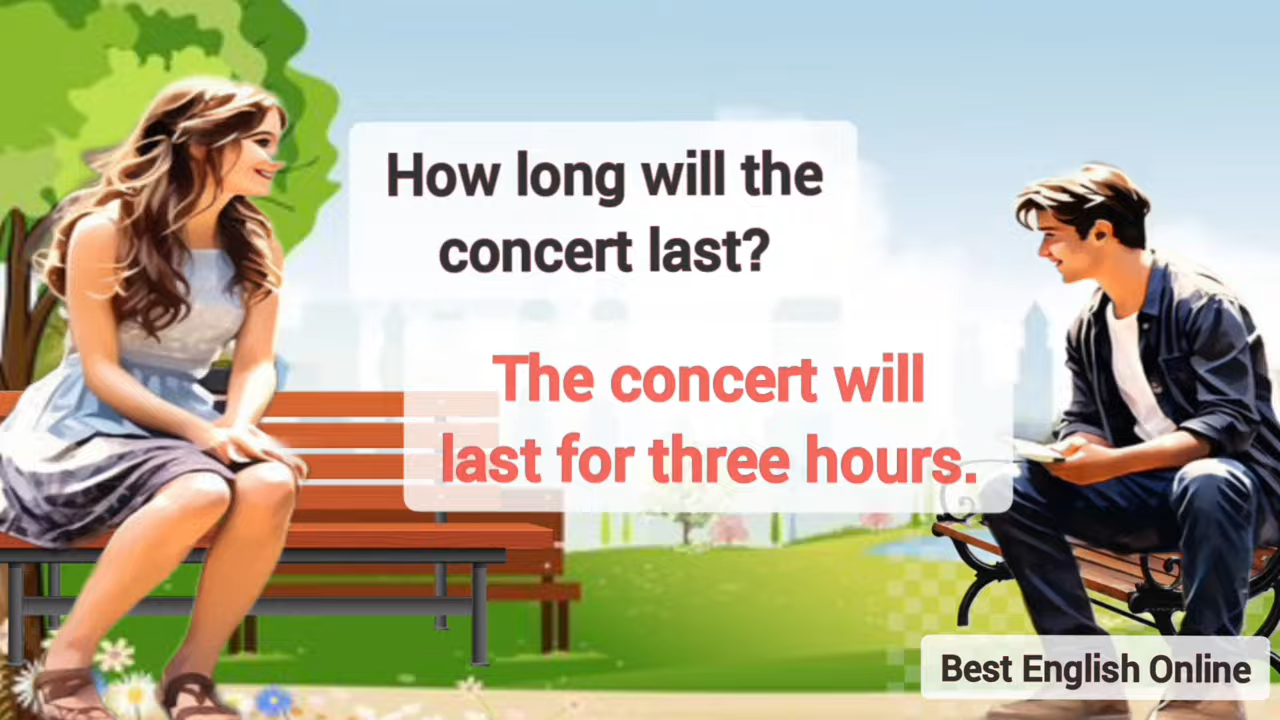 How long will the
concert last?
The concert will
last for three hours.
Best English Online